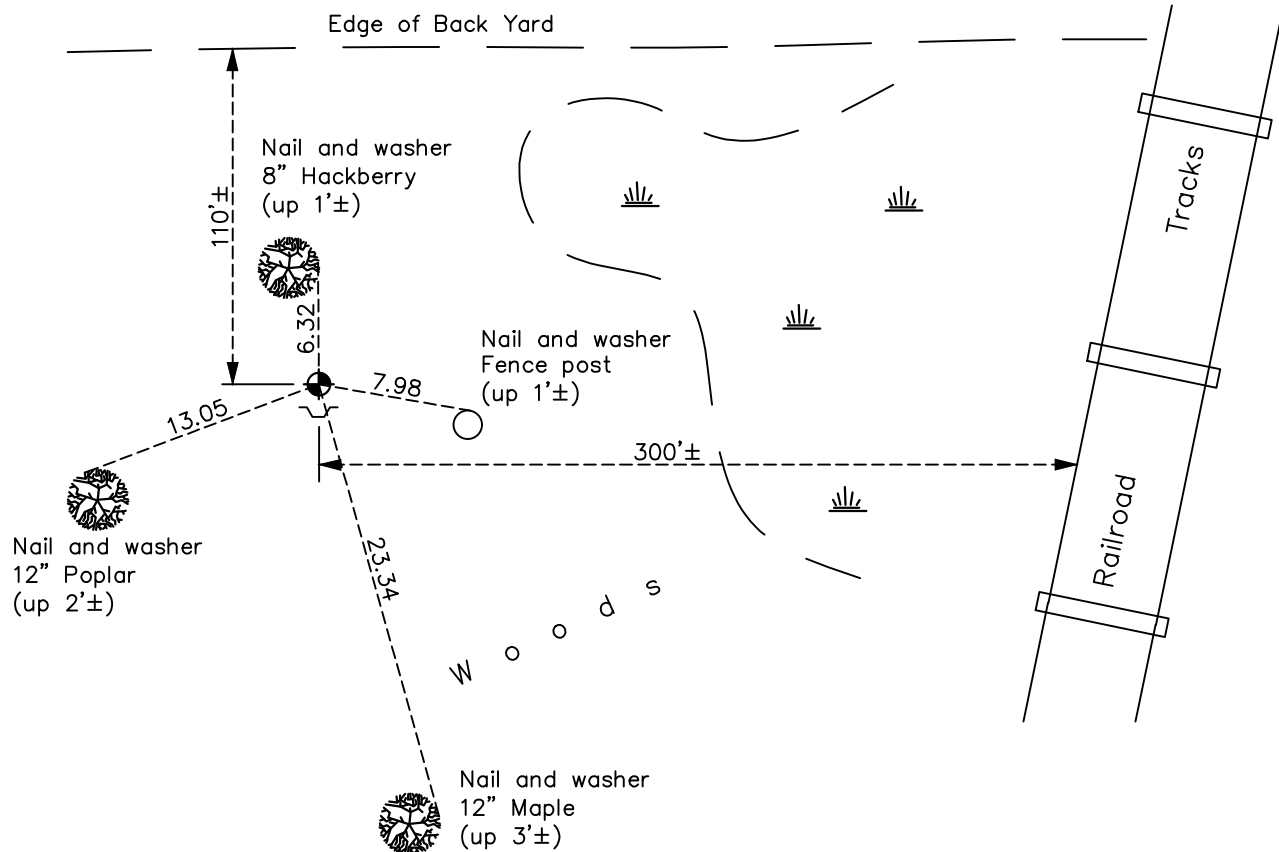 Edge of Back Yard
Nail and washer
8" Hackberry
(up 1'±)
110'±
Tracks
6.32
Nail and washer
Fence post
(up 1'±)
7.98
13.05
300'±
Railroad
Nail and washer
12" Poplar
(up 2'±)
23.34
Woods
Nail and washer
12" Maple
(up 3'±)